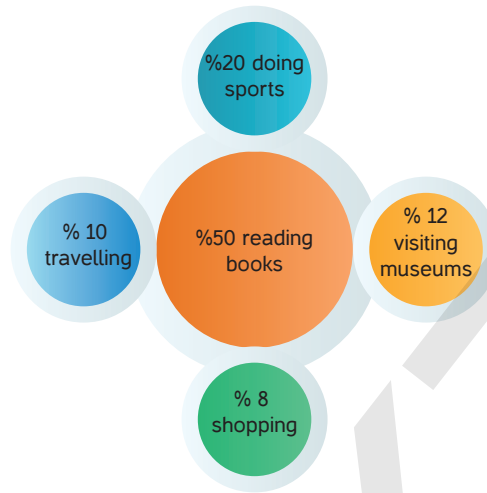 %20 doing
sports
% 10
travelling
%50 reading
books
% 12
visiting
museums
% 8
shopping